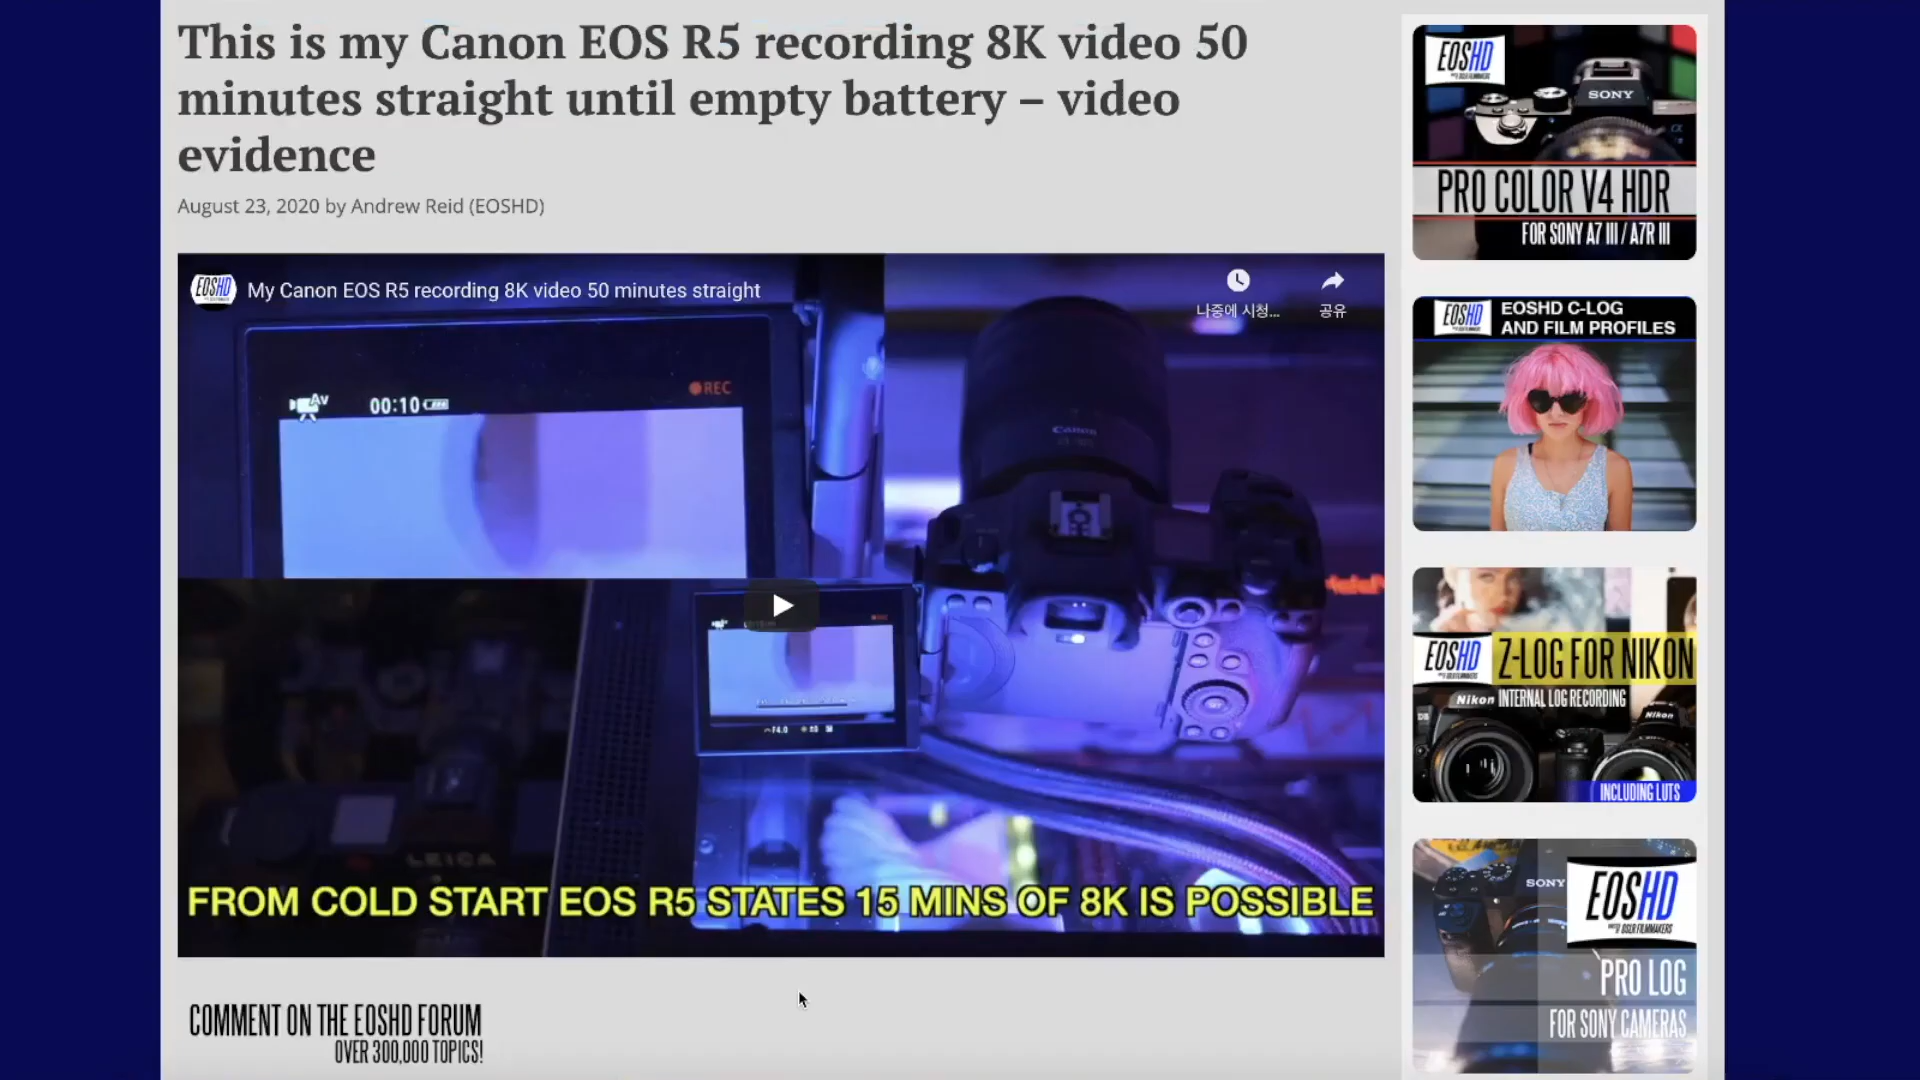 This is my Canon EOS R5 recording 8K video 50
minutes straight until empty battery – video
evidence
August 23, 2020 by Andrew Reid (EOSHD)
EOSHD
My Canon EOS R5 recording 8K video 50 minutes straight
나중에 시청...
공유
Av
00:10
REC
Canon
F4.0
LEICA
FROM COLD START EOS R5 STATES 15 MINS OF 8K IS POSSIBLE
COMMENT ON THE EOSHD FORUM
OVER 300,000 TOPICS!
EOSHD
SONY
PRO COLOR V4 HDR
FOR SONY A7 III / A7R III
EOSHD
EOSHD C-LOG
AND FILM PROFILES
EOSHD
Z-LOG FOR NIKON
Nikon INTERNAL LOG RECORDING
Nikon
INCLUDING LUTS
SONY
EOSHD
PRO LOG
FOR SONY CAMERAS